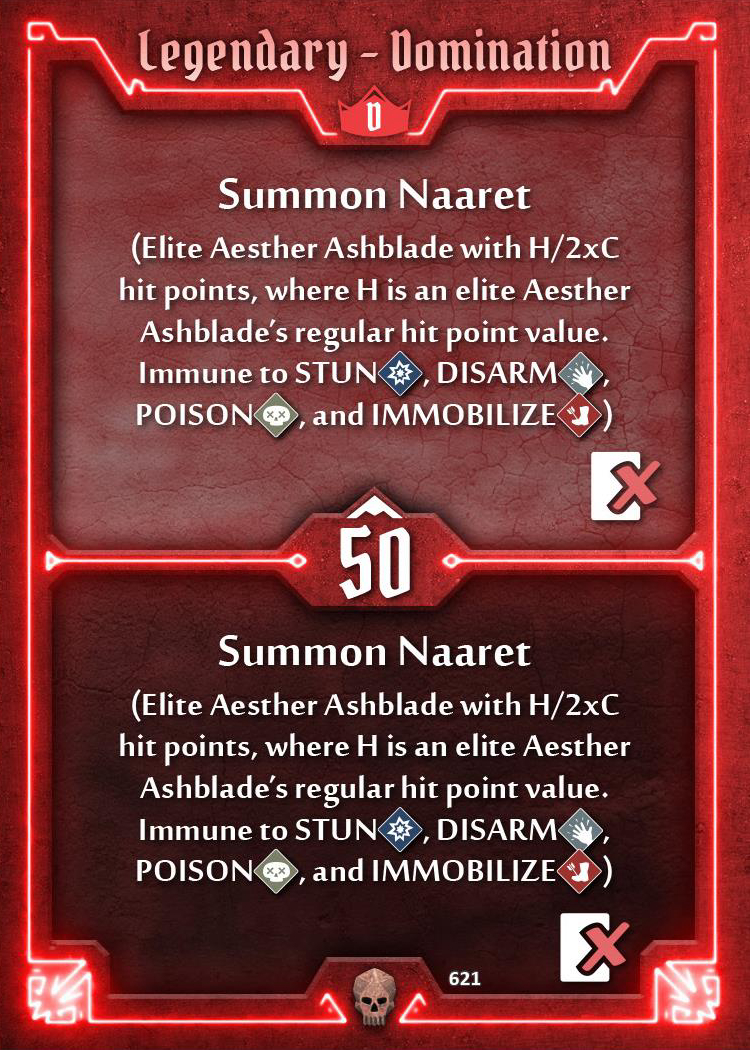 Legendary - Domination
D
Summon Naaret
(Elite Aesther Ashblade with H/2xC
hit points, where H is an elite Aesther
Ashblade's regular hit point value.
Immune to STUN, DISARM,
POISON, and IMMOBILIZE)
50
Summon Naaret
(Elite Aesther Ashblade with H/2xC
hit points, where H is an elite Aesther
Ashblade's regular hit point value.
Immune to STUN, DISARM,
POISON, and IMMOBILIZE)
621